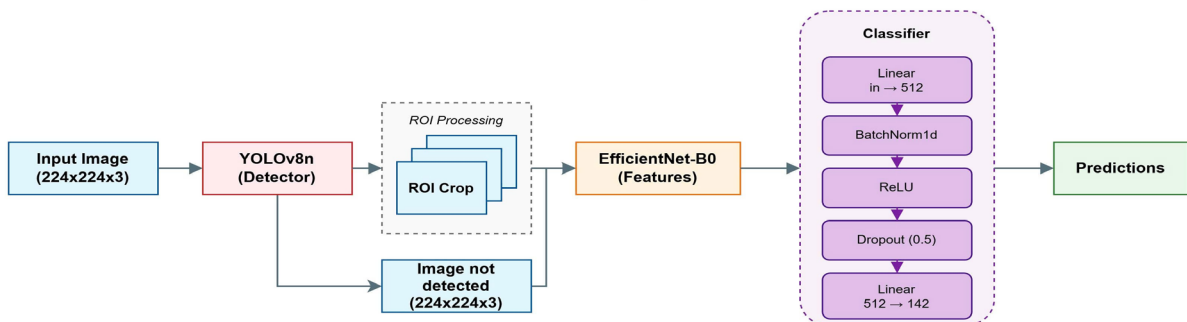 Input Image
(224x224x3)
YOLOv8n
(Detector)
ROI Processing
ROI Crop
Image not
detected
(224x224x3)
EfficientNet-B0
(Features)
Classifier
Linear
in → 512
BatchNorm1d
ReLU
Dropout (0.5)
Linear
512 → 142
Predictions